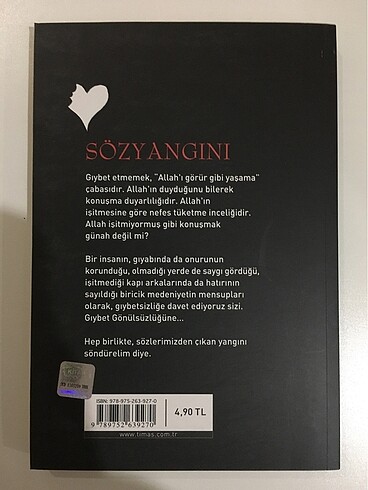 SÖZYANGINI
Gıybet etmemek, "Allah'ı görür gibi yaşama"
çabasıdır. Allah'ın duyduğunu bilerek
konuşma duyarlılığıdır. Allah'ın
işitmesine göre nefes tüketme inceliğidir.
Allah işitmiyormuş gibi konuşmak
günah değil mi?
Bir insanın, gıyabında da onurunun
korunduğu, olmadığı yerde de saygı gördüğü,
işitmediği kapı arkalarında da hatırının
sayıldığı biricik medeniyetin mensupları
olarak, gıybetsizliğe davet ediyoruz sizi.
Gıybet Gönülsüzlüğüne...
Hep birlikte, sözlerimizden çıkan yangını
söndürelim diye.
ISBN: 978-975-263-927-0
4,90 TL
9 789752 639270
www.timas.com.tr